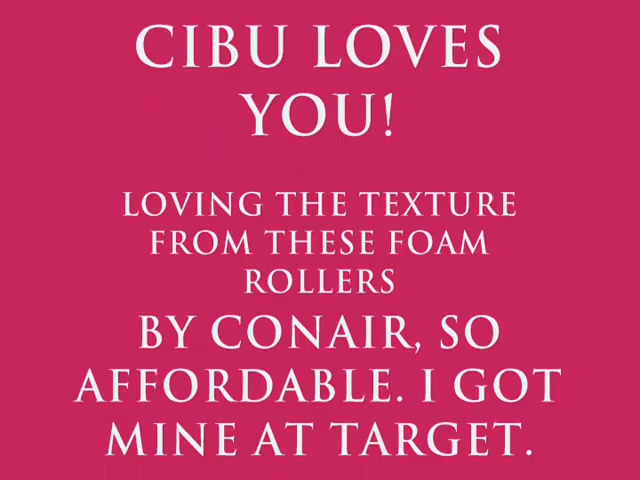 CIBU LOVES
YOU!
LOVING THE TEXTURE
FROM THESE FOAM
ROLLERS
BY CONAIR, SO
AFFORDABLE. I GOT
MINE AT TARGET.